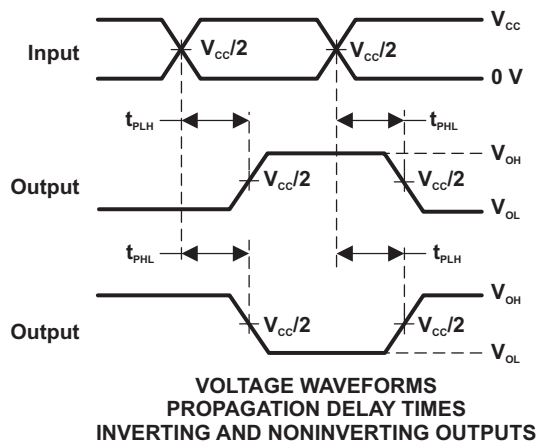 V_CC
Input V_CC/2 V_CC/2
0 V
t_PLH t_PHL
V_OH
Output V_CC/2 V_CC/2
V_OL
t_PHL t_PLH
V_OH
Output V_CC/2 V_CC/2
V_OL
VOLTAGE WAVEFORMS
PROPAGATION DELAY TIMES
INVERTING AND NONINVERTING OUTPUTS